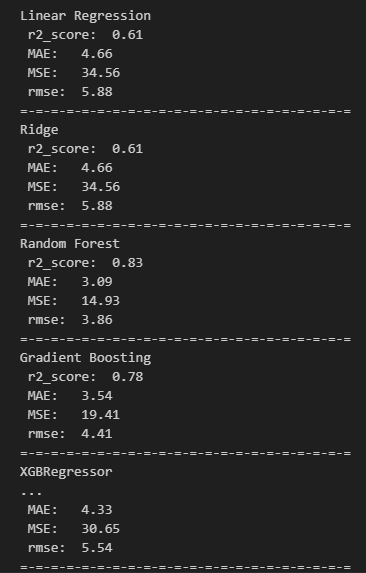 Linear Regression
r2_score:  0.61
MAE:   4.66
MSE:   34.56
rmse:  5.88
=-=-=-=-=-=-=-=-=-=-=-=-=-=-=-=-=-=-=-=-=-=
Ridge
r2_score:  0.61
MAE:   4.66
MSE:   34.56
rmse:  5.88
=-=-=-=-=-=-=-=-=-=-=-=-=-=-=-=-=-=-=-=-=-=
Random Forest
r2_score:  0.83
MAE:   3.09
MSE:   14.93
rmse:  3.86
=-=-=-=-=-=-=-=-=-=-=-=-=-=-=-=-=-=-=-=-=-=
Gradient Boosting
r2_score:  0.78
MAE:   3.54
MSE:   19.41
rmse:  4.41
=-=-=-=-=-=-=-=-=-=-=-=-=-=-=-=-=-=-=-=-=-=
XGBRegressor
...
MAE:   4.33
MSE:   30.65
rmse:  5.54
=-=-=-=-=-=-=-=-=-=-=-=-=-=-=-=-=-=-=-=-=-=